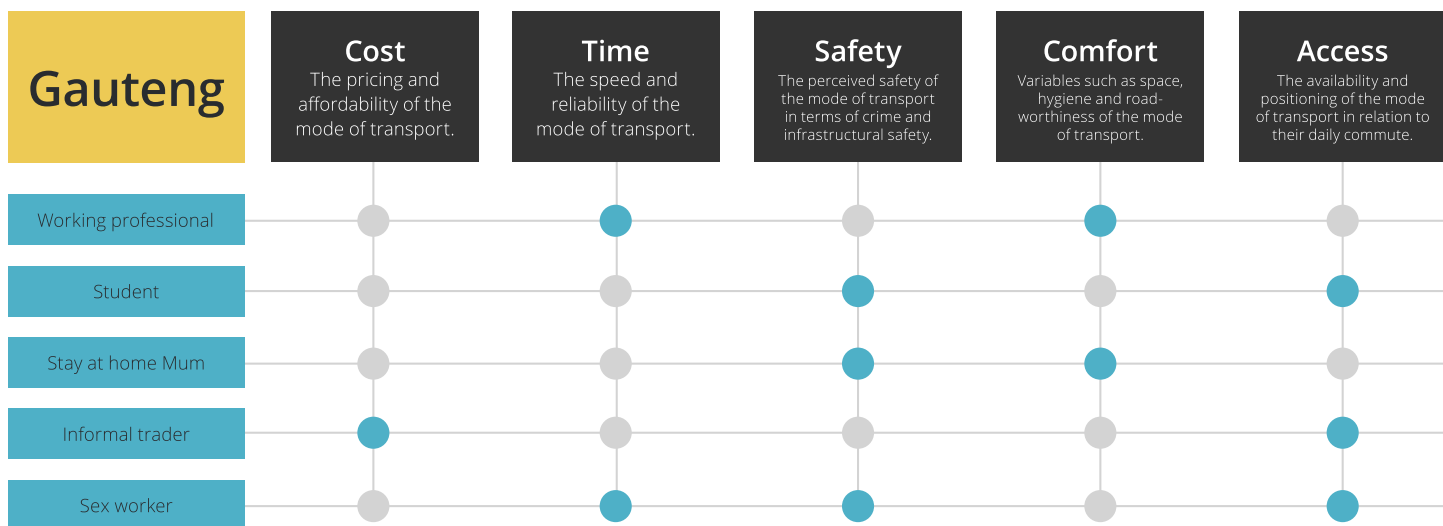 Gauteng
Cost
The pricing and
affordability of the
mode of transport.
Time
The speed and
reliability of the
mode of transport.
Safety
The perceived safety of
the mode of transport
in terms of crime and
infrastructural safety.
Comfort
Variables such as space,
hygiene and road-
worthiness of the mode
of transport.
Access
The availability and
positioning of the mode
of transport in relation to
their daily commute.
Working professional
Student
Stay at home Mum
Informal trader
Sex worker